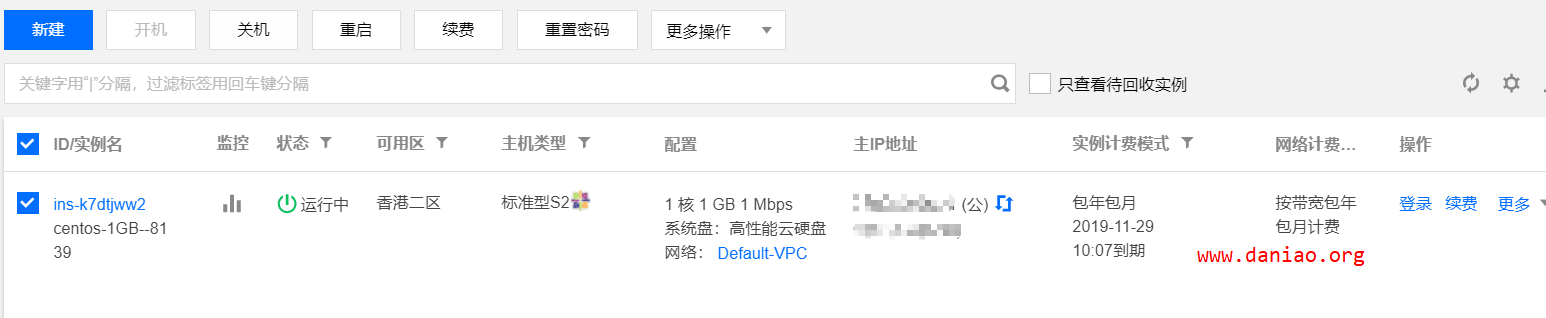 新建 开机 关机 重启 续费 重置密码 更多操作
关键字用“|”分隔，过滤标签用回车键分隔 只查看待回收实例
ID/实例名 监控 状态 可用区 主机类型 配置 主IP地址 实例计费模式 网络计费... 操作
ins-k7dtjww2 运行中 香港二区 标准型S2 1 核 1 GB 1 Mbps (公) 包年包月 按带宽包年 登录 续费 更多
centos-1GB--81 系统盘：高性能云硬盘 2019-11-29 包月计费
39 网络： Default-VPC 10:07到期
www.daniao.org